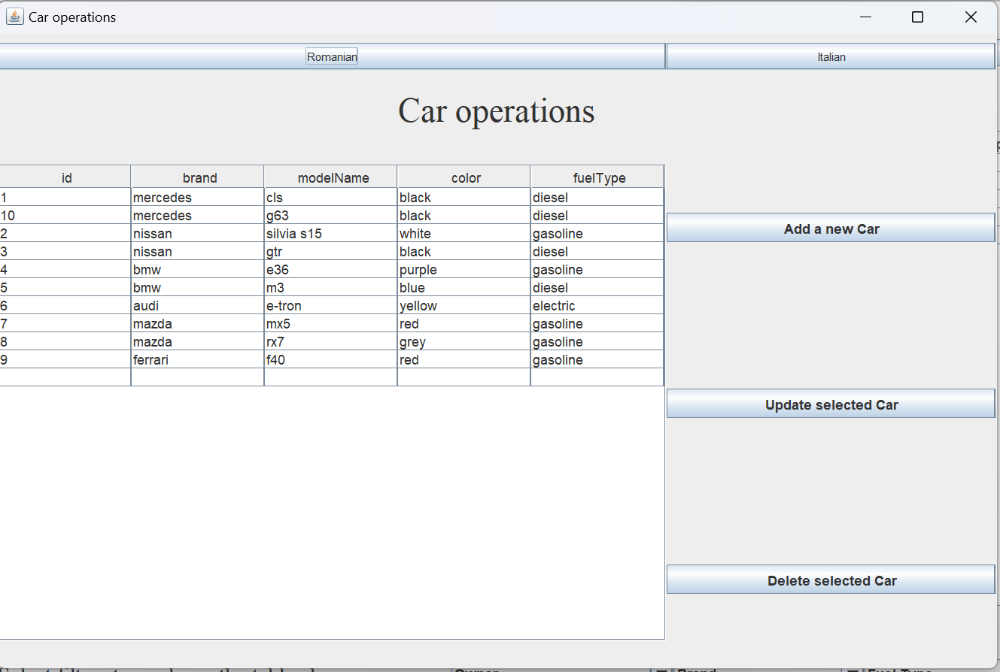 Car operations
Romanian Italian
Car operations
id brand modelName color fuelType
1 mercedes cls black diesel
10 mercedes g63 black diesel
2 nissan silvia s15 white gasoline
3 nissan gtr black diesel
4 bmw e36 purple gasoline
5 bmw m3 blue diesel
6 audi e-tron yellow electric
7 mazda mx5 red gasoline
8 mazda rx7 grey gasoline
9 ferrari f40 red gasoline
Add a new Car
Update selected Car
Delete selected Car